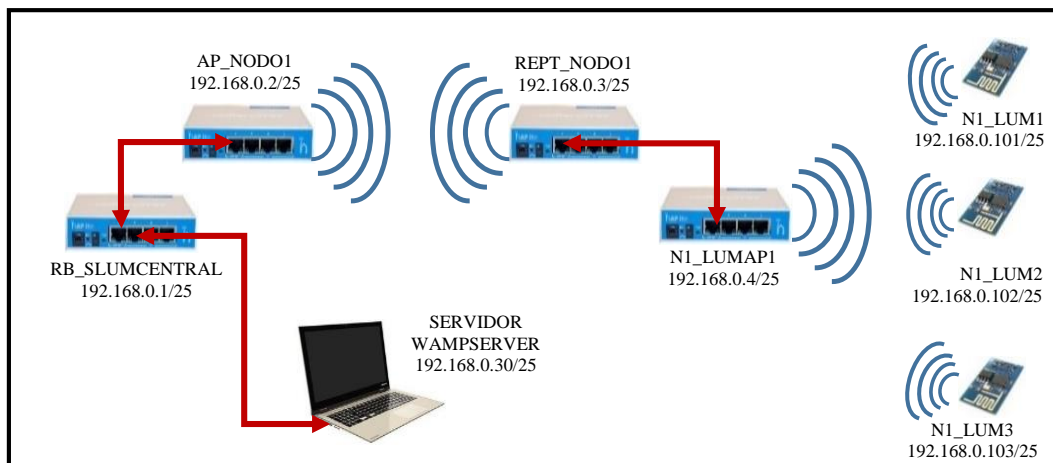 AP_NODO1
192.168.0.2/25
REPT_NODO1
192.168.0.3/25
N1_LUM1
192.168.0.101/25
RB_SLUMCENTRAL
192.168.0.1/25
N1_LUMAP1
192.168.0.4/25
N1_LUM2
192.168.0.102/25
SERVIDOR
WAMPSERVER
192.168.0.30/25
N1_LUM3
192.168.0.103/25